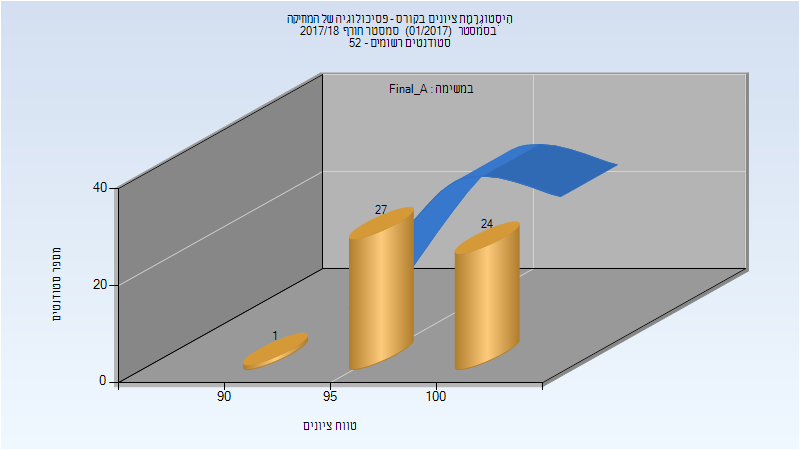 היסטוגרמת ציונים בקורס - פסיכולוגיה של המוזיקה
בסמסטר (01/2017) סמסטר חורף 2017/18
סטודנטים רשומים - 52
במשימה : Final_A
40
20
0
מספר סטודנטים
1
27
24
90
95
100
טווח ציונים